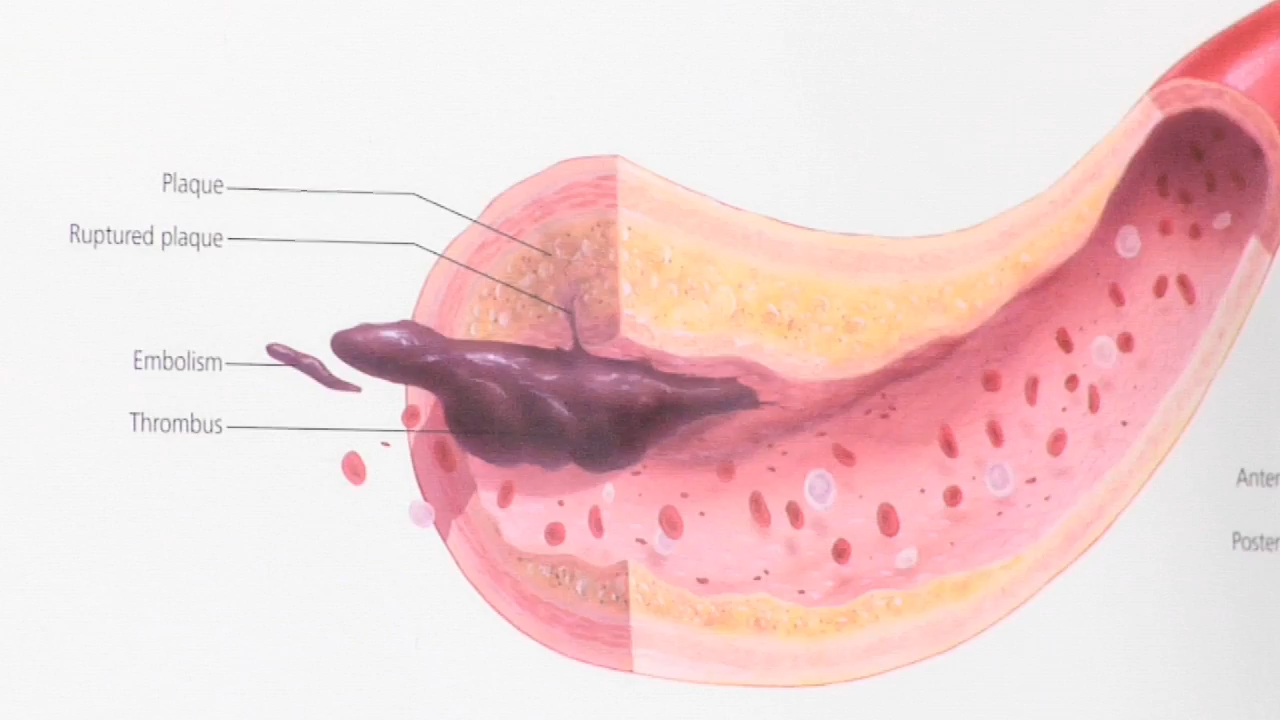 Plaque
Ruptured plaque
Embolism
Thrombus
Anter
Poster